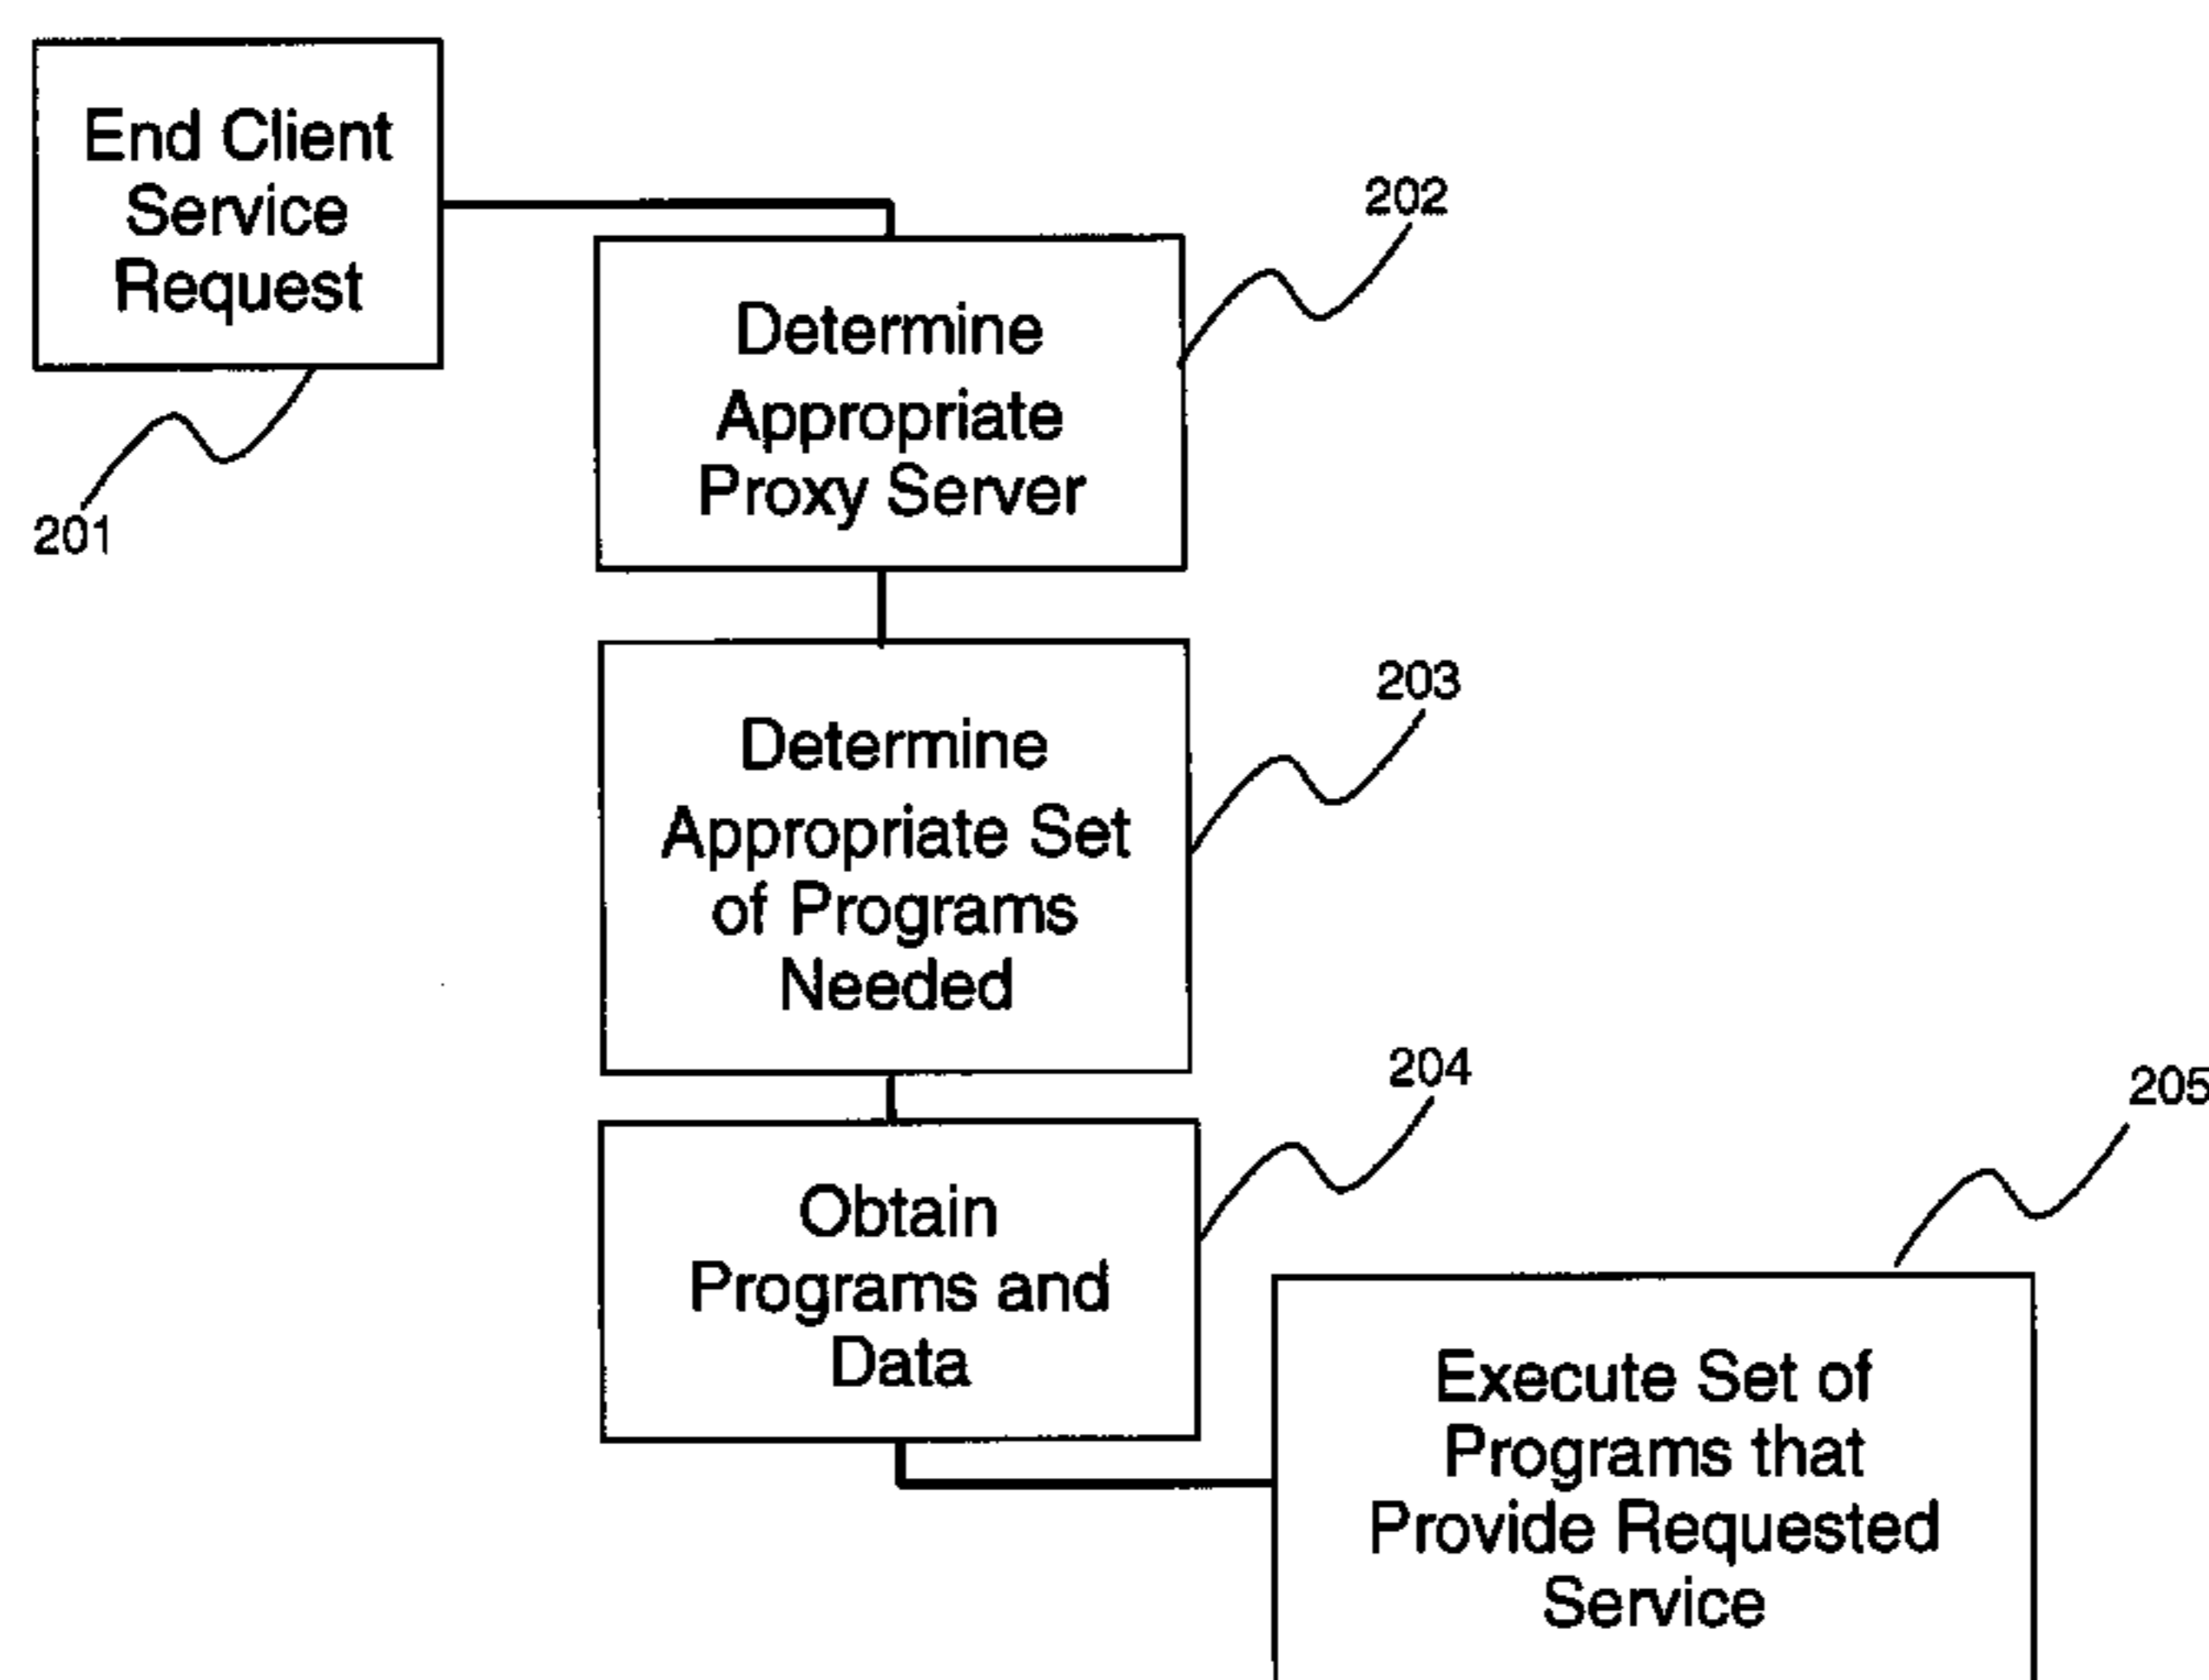 End Client
Service
Request
201
202
Determine
Appropriate
Proxy Server
203
Determine
Appropriate Set
of Programs
Needed
204
Obtain
Programs and
Data
205
Execute Set of
Programs that
Provide Requested
Service